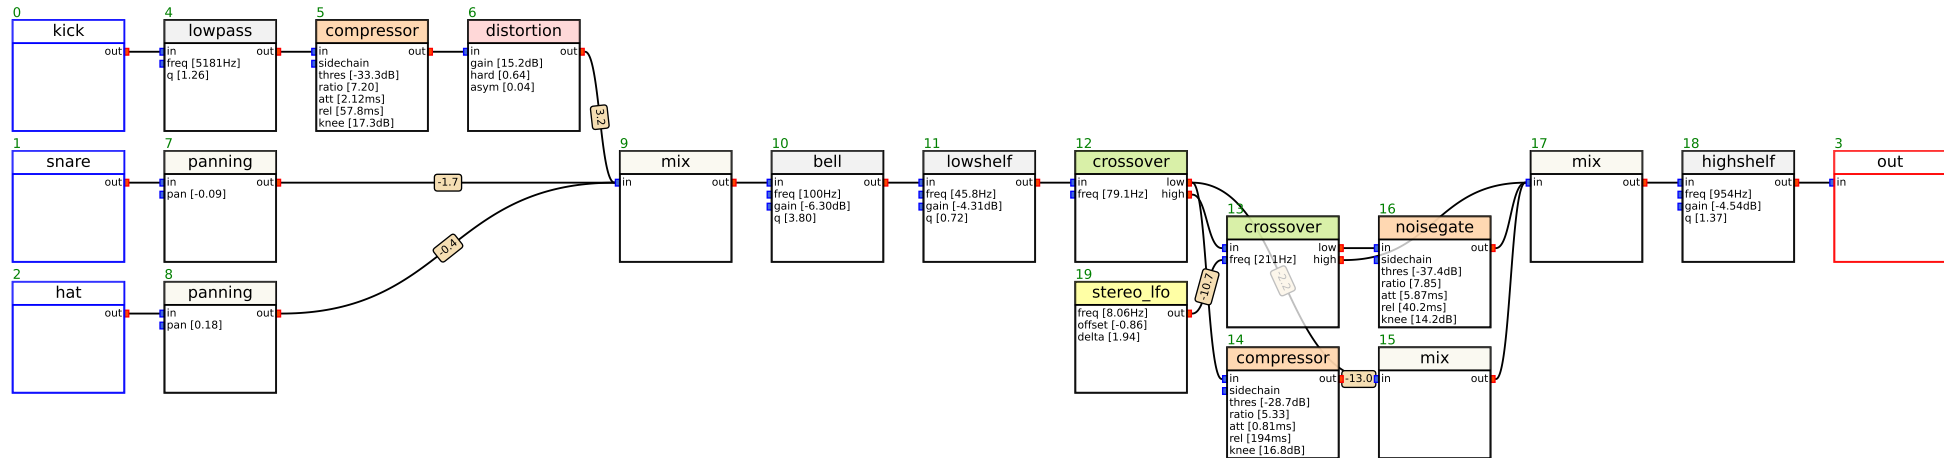 0
kick
out
4
lowpass
in out
freq [5181Hz]
q [1.26]
5
compressor
in out
sidechain
thres [-33.3dB]
ratio [7.20]
att [2.12ms]
rel [57.8ms]
knee [17.3dB]
6
distortion
in out
gain [15.2dB]
hard [0.64]
asym [0.04]
3.2
1
snare
out
7
panning
in out
pan [-0.09]
-1.7
2
hat
out
8
panning
in out
pan [0.18]
-0.4
9
mix
in out
10
bell
in out
freq [100Hz]
gain [-6.30dB]
q [3.80]
11
lowshelf
in out
freq [45.8Hz]
gain [-4.31dB]
q [0.72]
12
crossover
in low
freq [79.1Hz] high
19
stereo_lfo
freq [8.06Hz] out
offset [-0.86]
delta [1.94]
-10.7
13
crossover
in low
freq [211Hz] high
-2.2
14
compressor
in out
sidechain
thres [-28.7dB]
ratio [5.33]
att [0.81ms]
rel [194ms]
knee [16.8dB]
-13.0
16
noisegate
in out
sidechain
thres [-37.4dB]
ratio [7.85]
att [5.87ms]
rel [40.2ms]
knee [14.2dB]
15
mix
in out
17
mix
in out
18
highshelf
in out
freq [954Hz]
gain [-4.54dB]
q [1.37]
3
out
in